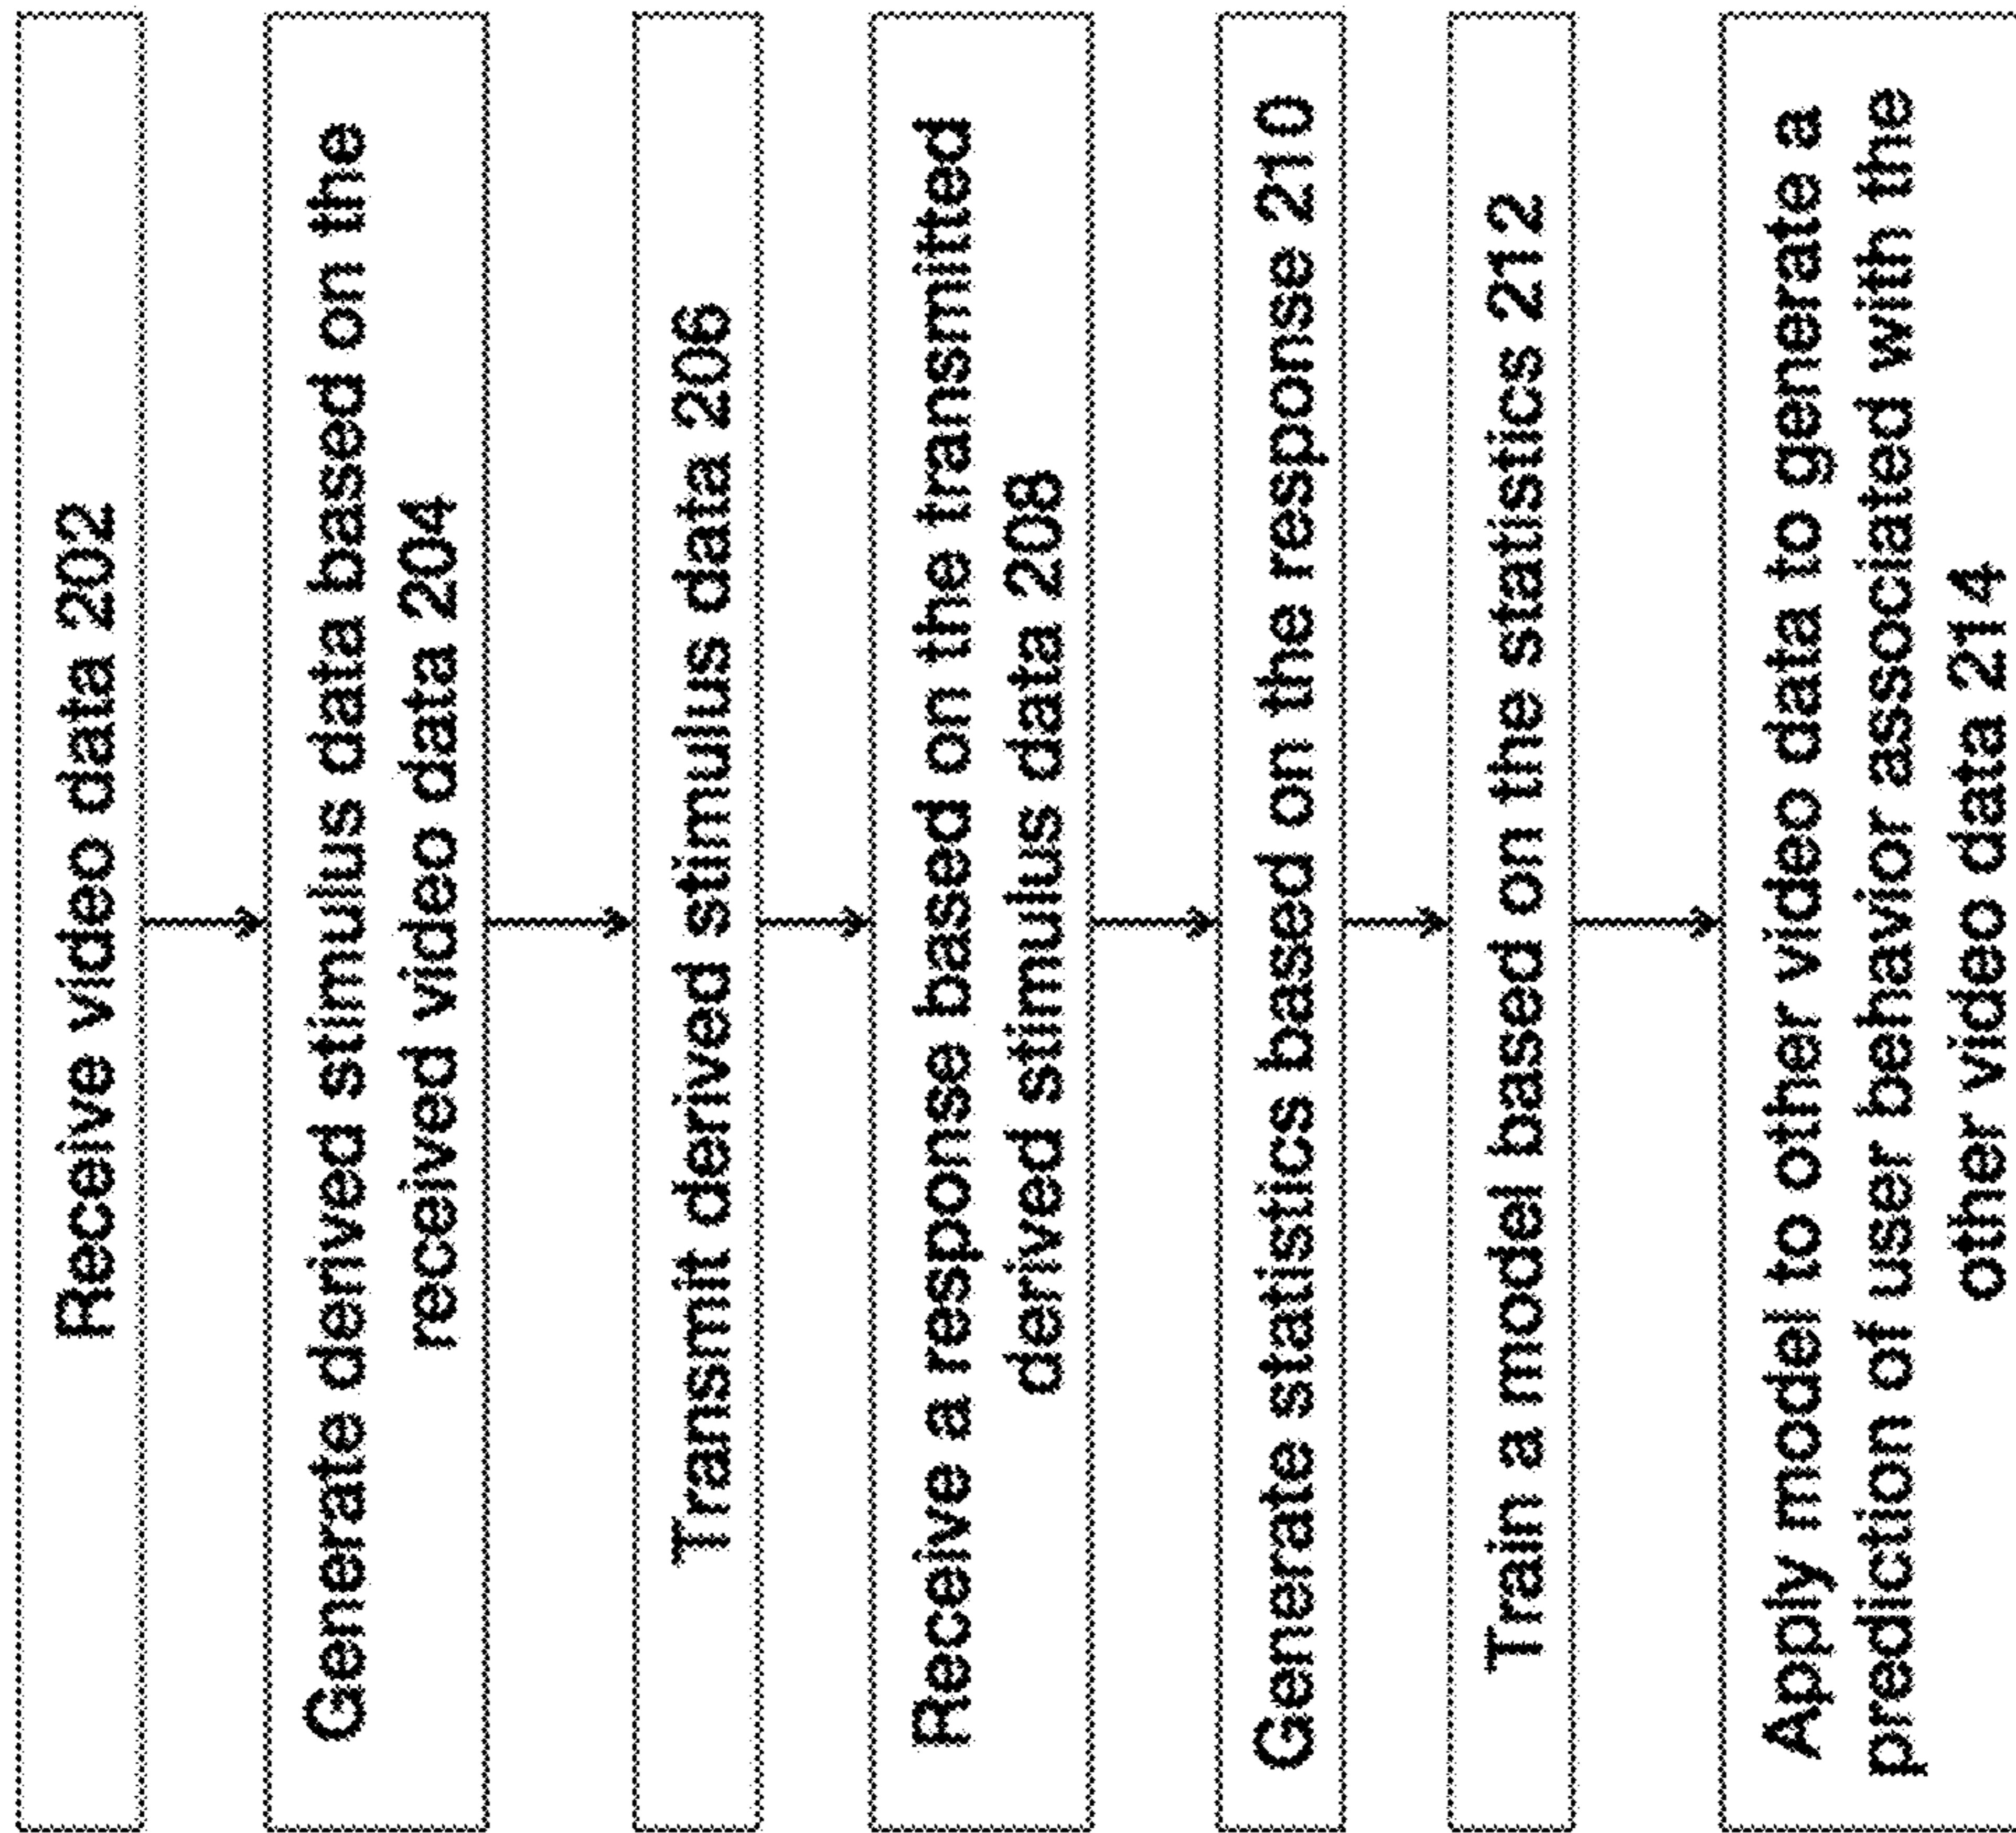 Receive video data 202
Generate derived stimulus data based on the
received video data 204
Transmit derived stimulus data 206
Receive a response based on the transmitted
derived stimulus data 208
Generate statistics based on the response 210
Train a model based on the statistics 212
Apply model to other video data to generate a
prediction of user behavior associated with the
other video data 214